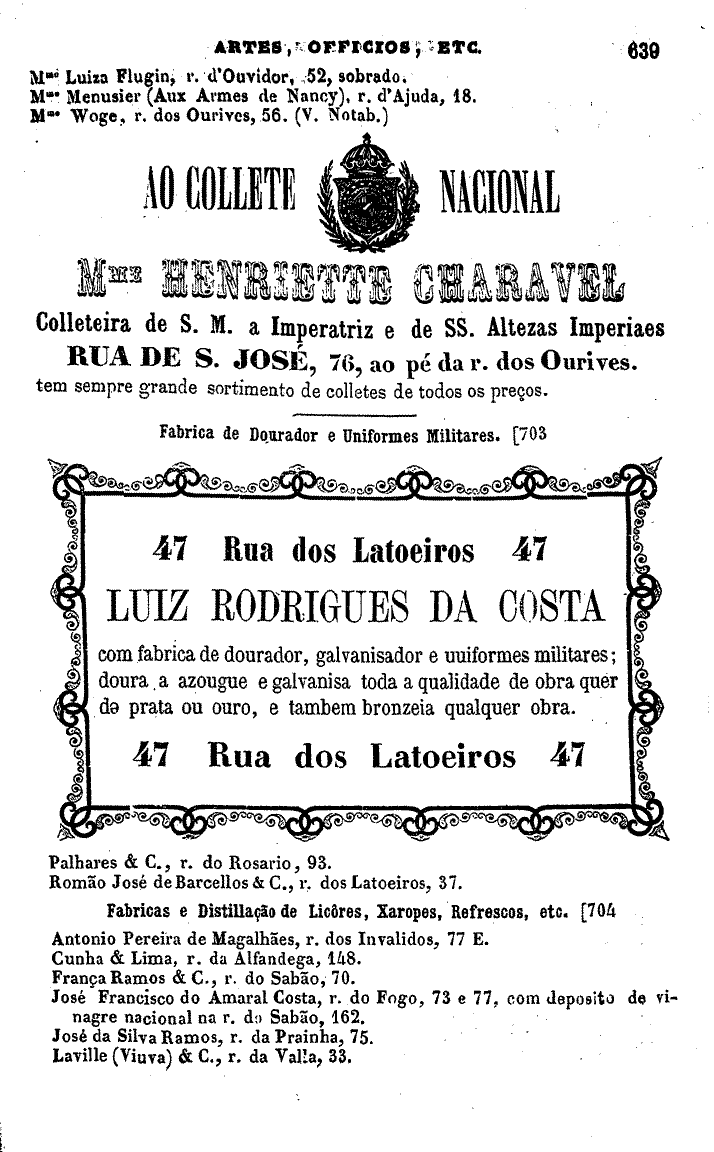 ARTES, OFFICIOS, ETC. 639
Mme Luiza Flugin, r. d'Ouvidor, 52, sobrado.
Mme Menusier (Aux Armes de Nancy), r. d'Ajuda, 18.
Mme Woge, r. dos Ourives, 56. (V. Notab.)
AO COLLETE NACIONAL
MME HENRIETTE CHARAVEL
Colleteira de S. M. a Imperatriz e de SS. Altezas Imperiaes
RUA DE S. JOSÉ, 76, ao pé da r. dos Ourives.
tem sempre grande sortimento de colletes de todos os preços.
Fabrica de Dourador e Uniformes Militares. [703
47 Rua dos Latoeiros 47
LUIZ RODRIGUES DA COSTA
com fabrica de dourador, galvanisador e uuiformes militares;
doura a azougue e galvanisa toda a qualidade de obra quer
de prata ou ouro, e tambem bronzeia qualquer obra.
47 Rua dos Latoeiros 47
Palhares & C., r. do Rosario, 93.
Romão José de Barcellos & C., r. dos Latoeiros, 37.
Fabricas e Distillação de Licôres, Xaropes, Refrescos, etc. [704
Antonio Pereira de Magalhães, r. dos Invalidos, 77 E.
Cunha & Lima, r. da Alfandega, 148.
França Ramos & C., r. do Sabão, 70.
José Francisco do Amaral Costa, r. do Fogo, 73 e 77, com deposito de vi-
nagre nacional na r. do Sabão, 162.
José da Silva Ramos, r. da Prainha, 75.
Laville (Viuva) & C., r. da Valla, 33.